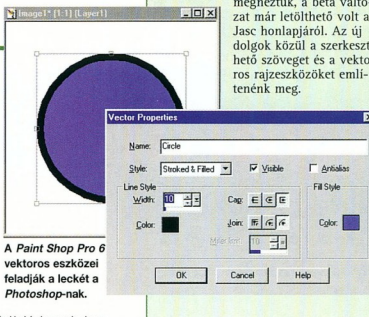 megnéztük, a béta válto-
zat már letölthető volt a
Jasc honlapjáról. Az új
dolgok közül a szerkeszt
hető szöveget és a vekto
ros rajzeszközöket emlí-
tenénk meg.
Image1* [1:1] (Layer1)
Vector Properties
Name: Circle
Style: Stroked & Filled Visible Antialias
Line Style
Width: 10 Cap:
Color: Join:
Miter limit: 10
Fill Style
Color:
OK Cancel Help
A Paint Shop Pro 6
vektoros eszközei
feladják a leckét a
Photoshop-nak.